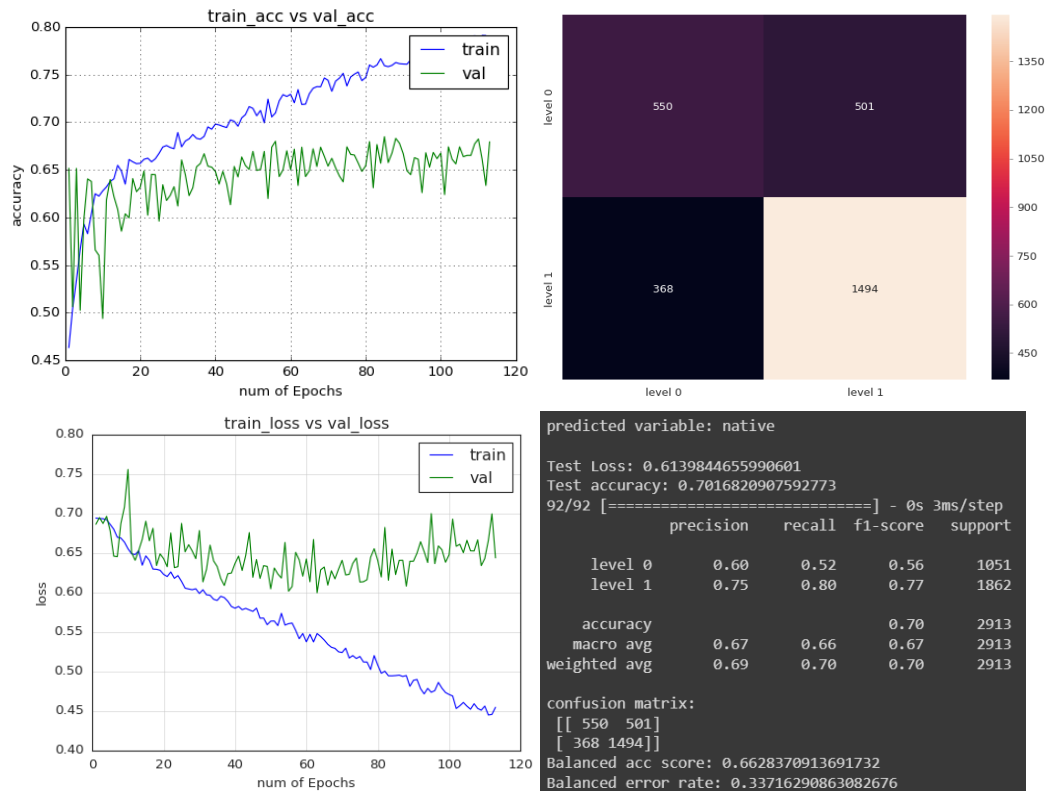 train_acc vs val_acc
0.80
0.75
0.70
0.65
0.60
0.55
0.50
0.45
accuracy
train
val
0 20 40 60 80 100 120
num of Epochs
level 0
level 1
550 501
368 1494
level 0 level 1
1350
1200
1050
900
750
600
450
train_loss vs val_loss
0.80
0.75
0.70
0.65
0.60
0.55
0.50
0.45
0.40
loss
train
val
0 20 40 60 80 100 120
num of Epochs
predicted variable: native
Test Loss: 0.6139844655990601
Test accuracy: 0.7016820907592773
92/92 [==============================] - 0s 3ms/step
precision recall f1-score support
level 0 0.60 0.52 0.56 1051
level 1 0.75 0.80 0.77 1862
accuracy 0.70 2913
macro avg 0.67 0.66 0.67 2913
weighted avg 0.69 0.70 0.70 2913
confusion matrix:
[[ 550 501]
[ 368 1494]]
Balanced acc score: 0.6628370913691732
Balanced error rate: 0.33716290863082676